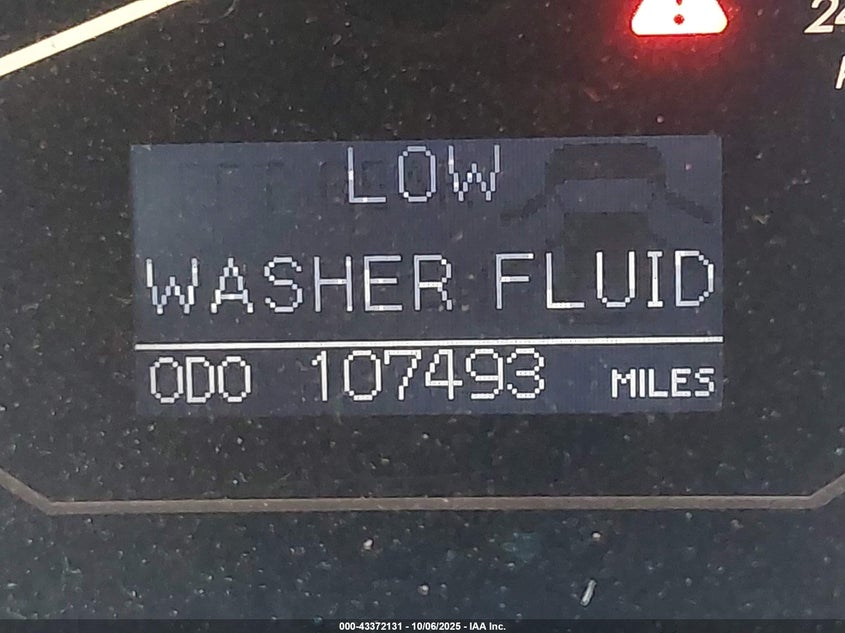 LOW
WASHER FLUID
ODO 107493 MILES
000-43372131 - 10/06/2025 - IAA Inc.